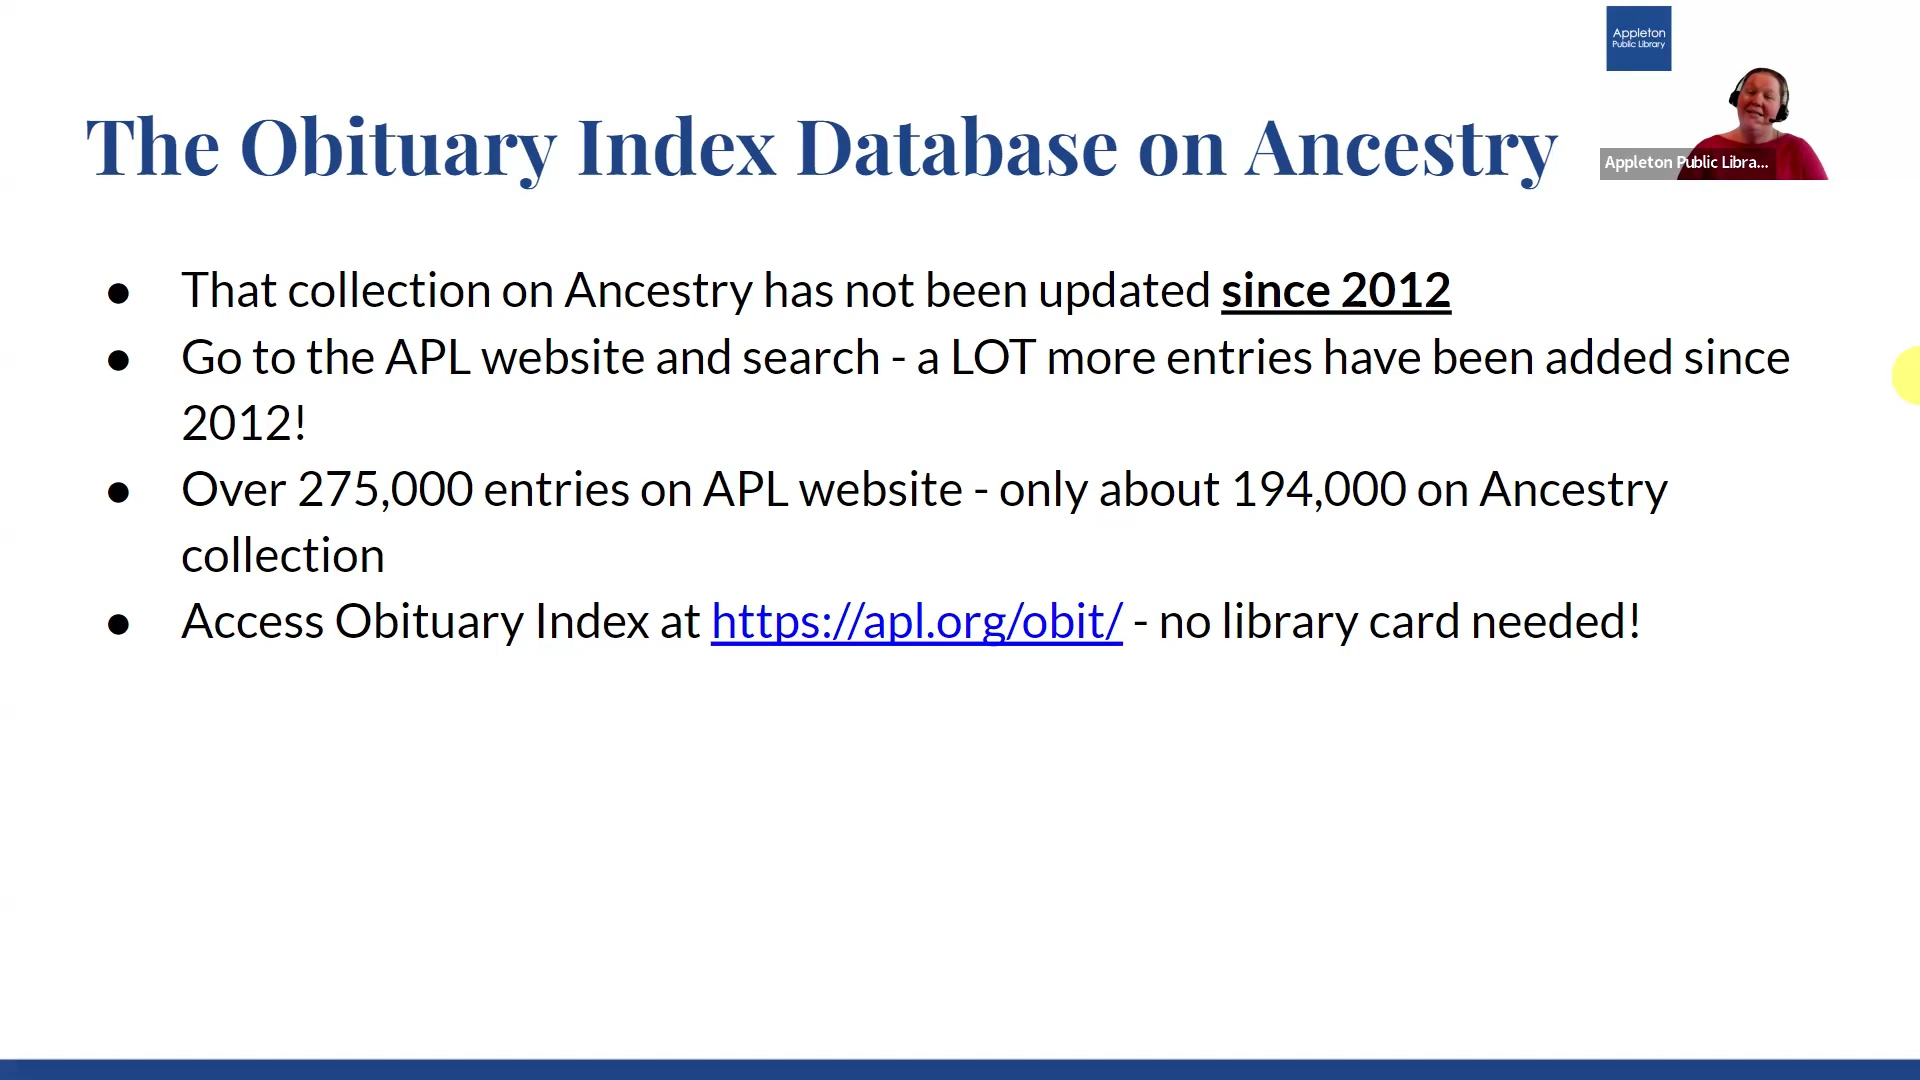 Appleton
Public Library
The Obituary Index Database on Ancestry
Appleton Public Libra...
● That collection on Ancestry has not been updated since 2012
● Go to the APL website and search - a LOT more entries have been added since
2012!
● Over 275,000 entries on APL website - only about 194,000 on Ancestry
collection
● Access Obituary Index at https://apl.org/obit/ - no library card needed!